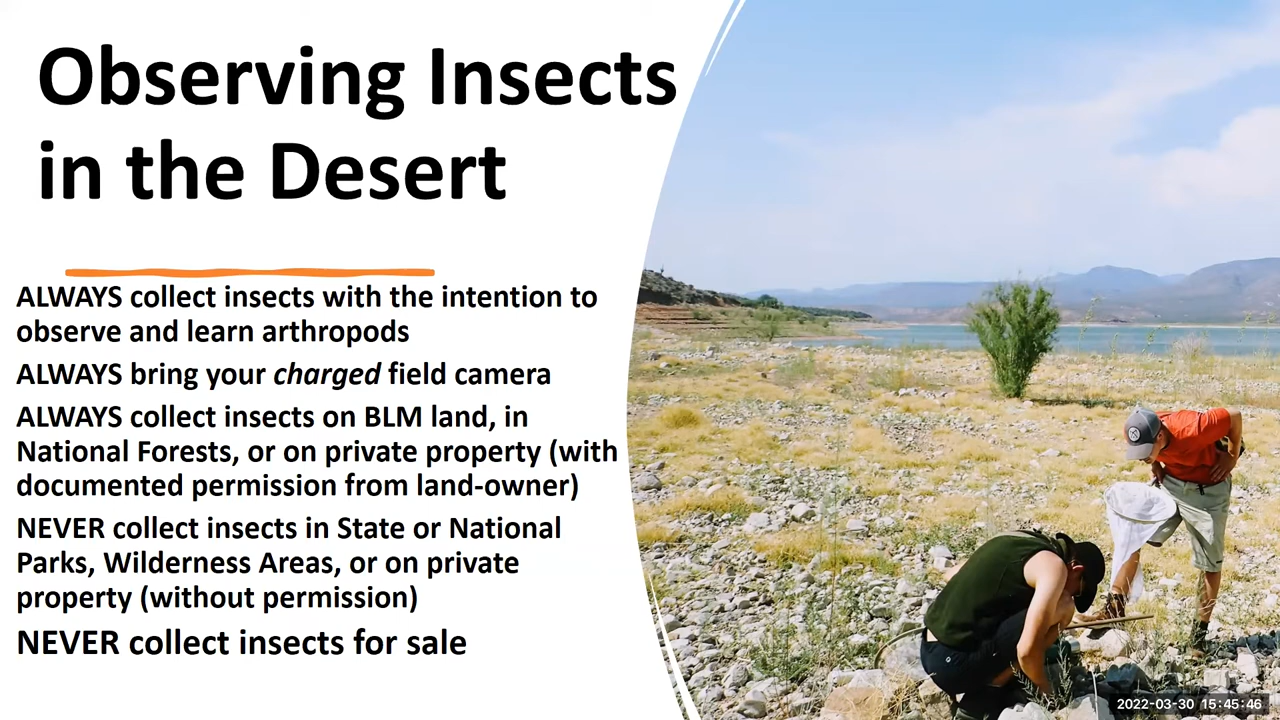 Observing Insects
in the Desert
ALWAYS collect insects with the intention to
observe and learn arthropods
ALWAYS bring your charged field camera
ALWAYS collect insects on BLM land, in
National Forests, or on private property (with
documented permission from land-owner)
NEVER collect insects in State or National
Parks, Wilderness Areas, or on private
property (without permission)
NEVER collect insects for sale
2022-03-30 15:45:46